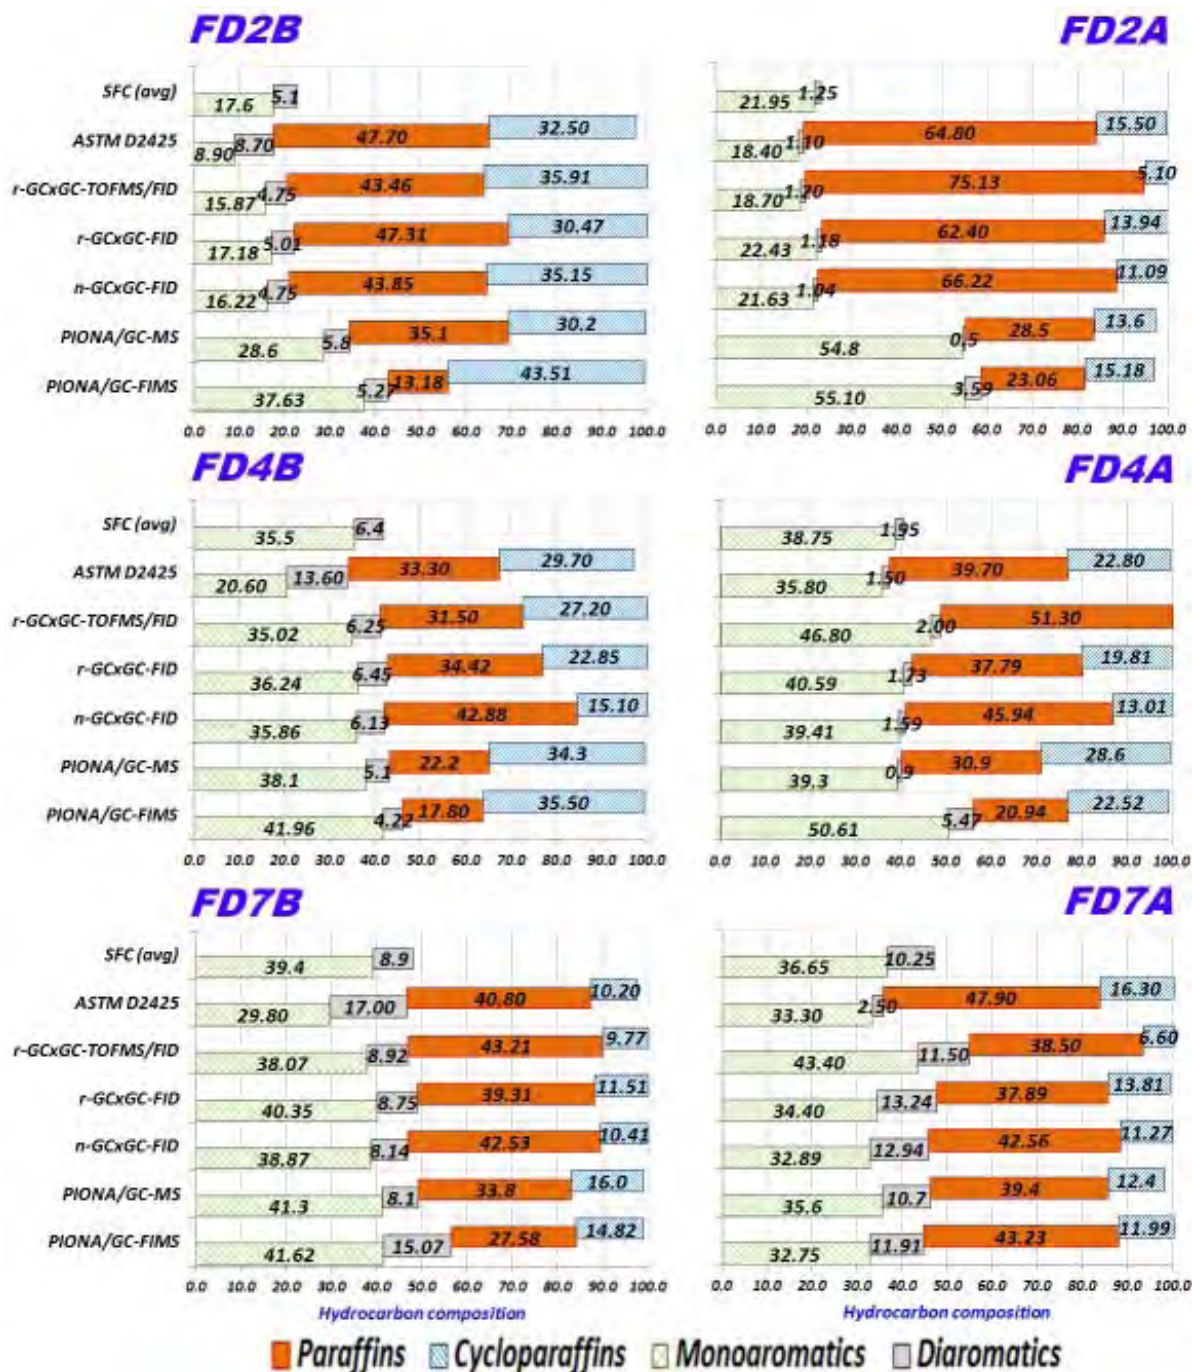 FD2B
FD2A
SFC (avg)
17.6 5.1
21.95 1.25
ASTM D2425
8.90 8.70 47.70 32.50
18.40 1.10 64.80 15.50
r-GCxGC-TOFMS/FID
15.87 4.75 43.46 35.91
18.70 1.20 75.13 5.10
r-GCxGC-FID
17.18 5.01 47.31 30.47
22.43 1.18 62.40 13.94
n-GCxGC-FID
16.22 4.75 43.85 35.15
21.63 1.04 66.22 11.09
PIONA/GC-MS
28.6 5.8 35.1 30.2
54.8 0.5 28.5 13.6
PIONA/GC-FIMS
37.63 5.27 13.18 43.51
55.10 3.59 23.06 15.18
0.0 10.0 20.0 30.0 40.0 50.0 60.0 70.0 80.0 90.0 100.0
0.0 10.0 20.0 30.0 40.0 50.0 60.0 70.0 80.0 90.0 100.0
FD4B
FD4A
SFC (avg)
35.5 6.4
38.75 1.95
ASTM D2425
20.60 13.60 33.30 29.70
35.80 1.50 39.70 22.80
r-GCxGC-TOFMS/FID
35.02 6.25 31.50 27.20
46.80 2.00 51.30
r-GCxGC-FID
36.24 6.45 34.42 22.85
40.59 1.73 37.79 19.81
n-GCxGC-FID
35.86 6.13 42.88 15.10
39.41 1.59 45.94 13.01
PIONA/GC-MS
38.1 5.1 22.2 34.3
39.3 0.9 30.9 28.6
PIONA/GC-FIMS
41.96 4.22 17.80 35.50
50.61 5.47 20.94 22.52
0.0 10.0 20.0 30.0 40.0 50.0 60.0 70.0 80.0 90.0 100.0
0.0 10.0 20.0 30.0 40.0 50.0 60.0 70.0 80.0 90.0 100.0
FD7B
FD7A
SFC (avg)
39.4 8.9
36.65 10.25
ASTM D2425
29.80 17.00 40.80 10.20
33.30 2.50 47.90 16.30
r-GCxGC-TOFMS/FID
38.07 8.92 43.21 9.77
43.40 11.50 38.50 6.60
r-GCxGC-FID
40.35 8.75 39.31 11.51
34.40 13.24 37.89 13.81
n-GCxGC-FID
38.87 8.14 42.53 10.41
32.89 12.94 42.56 11.27
PIONA/GC-MS
41.3 8.1 33.8 16.0
35.6 10.7 39.4 12.4
PIONA/GC-FIMS
41.62 15.07 27.58 14.82
32.75 11.91 43.23 11.99
0.0 10.0 20.0 30.0 40.0 50.0 60.0 70.0 80.0 90.0 100.0
0.0 10.0 20.0 30.0 40.0 50.0 60.0 70.0 80.0 90.0 100.0
Hydrocarbon composition
Hydrocarbon composition
Paraffins Cycloparaffins Monoaromatics Diaromatics